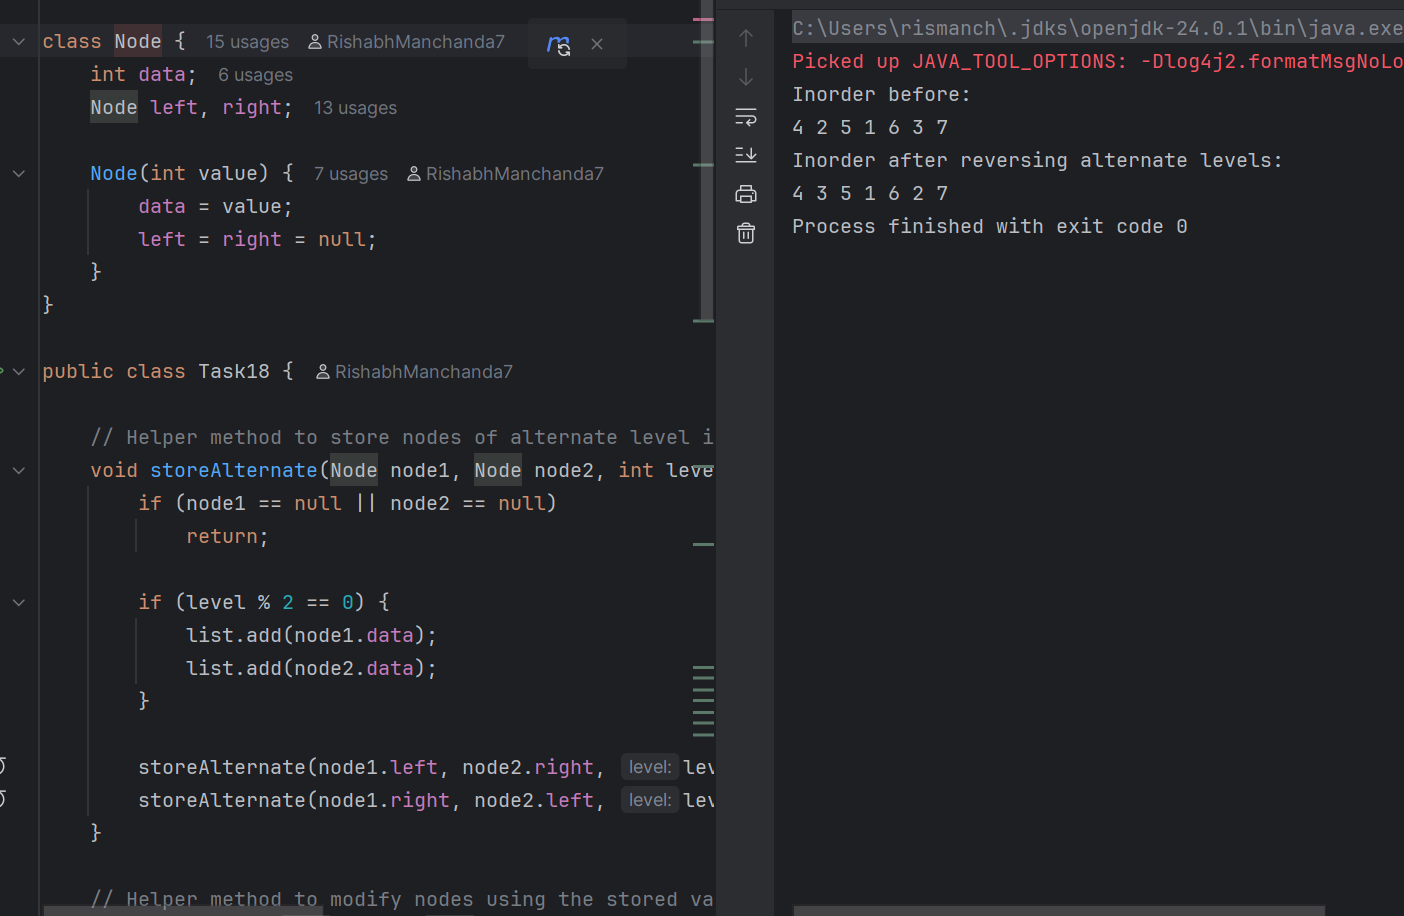 class Node { 15 usages RishabhManchanda7
int data; 6 usages
Node left, right; 13 usages
Node(int value) { 7 usages RishabhManchanda7
data = value;
left = right = null;
}
}
public class Task18 { RishabhManchanda7
// Helper method to store nodes of alternate level i
void storeAlternate(Node node1, Node node2, int leve
if (node1 == null || node2 == null)
return;
if (level % 2 == 0) {
list.add(node1.data);
list.add(node2.data);
}
storeAlternate(node1.left, node2.right, level: lev
storeAlternate(node1.right, node2.left, level: lev
}
// Helper method to modify nodes using the stored va
C:\Users\rismanch\.jdks\openjdk-24.0.1\bin\java.exe
Picked up JAVA_TOOL_OPTIONS: -Dlog4j2.formatMsgNoLo
Inorder before:
4 2 5 1 6 3 7
Inorder after reversing alternate levels:
4 3 5 1 6 2 7
Process finished with exit code 0